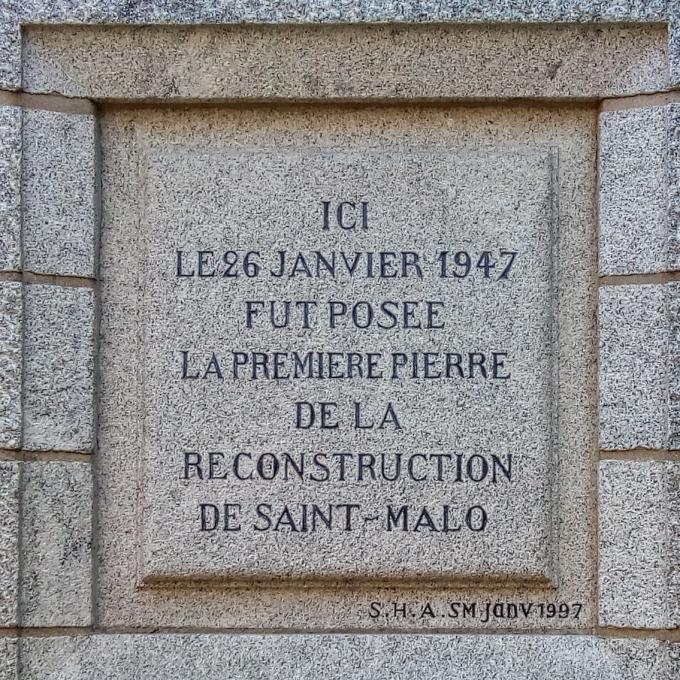 ICI
LE 26 JANVIER 1947
FUT POSEE
LA PREMIERE PIERRE
DE LA
RECONSTRUCTION
DE SAINT-MALO
S.H.A.SM janv 1997